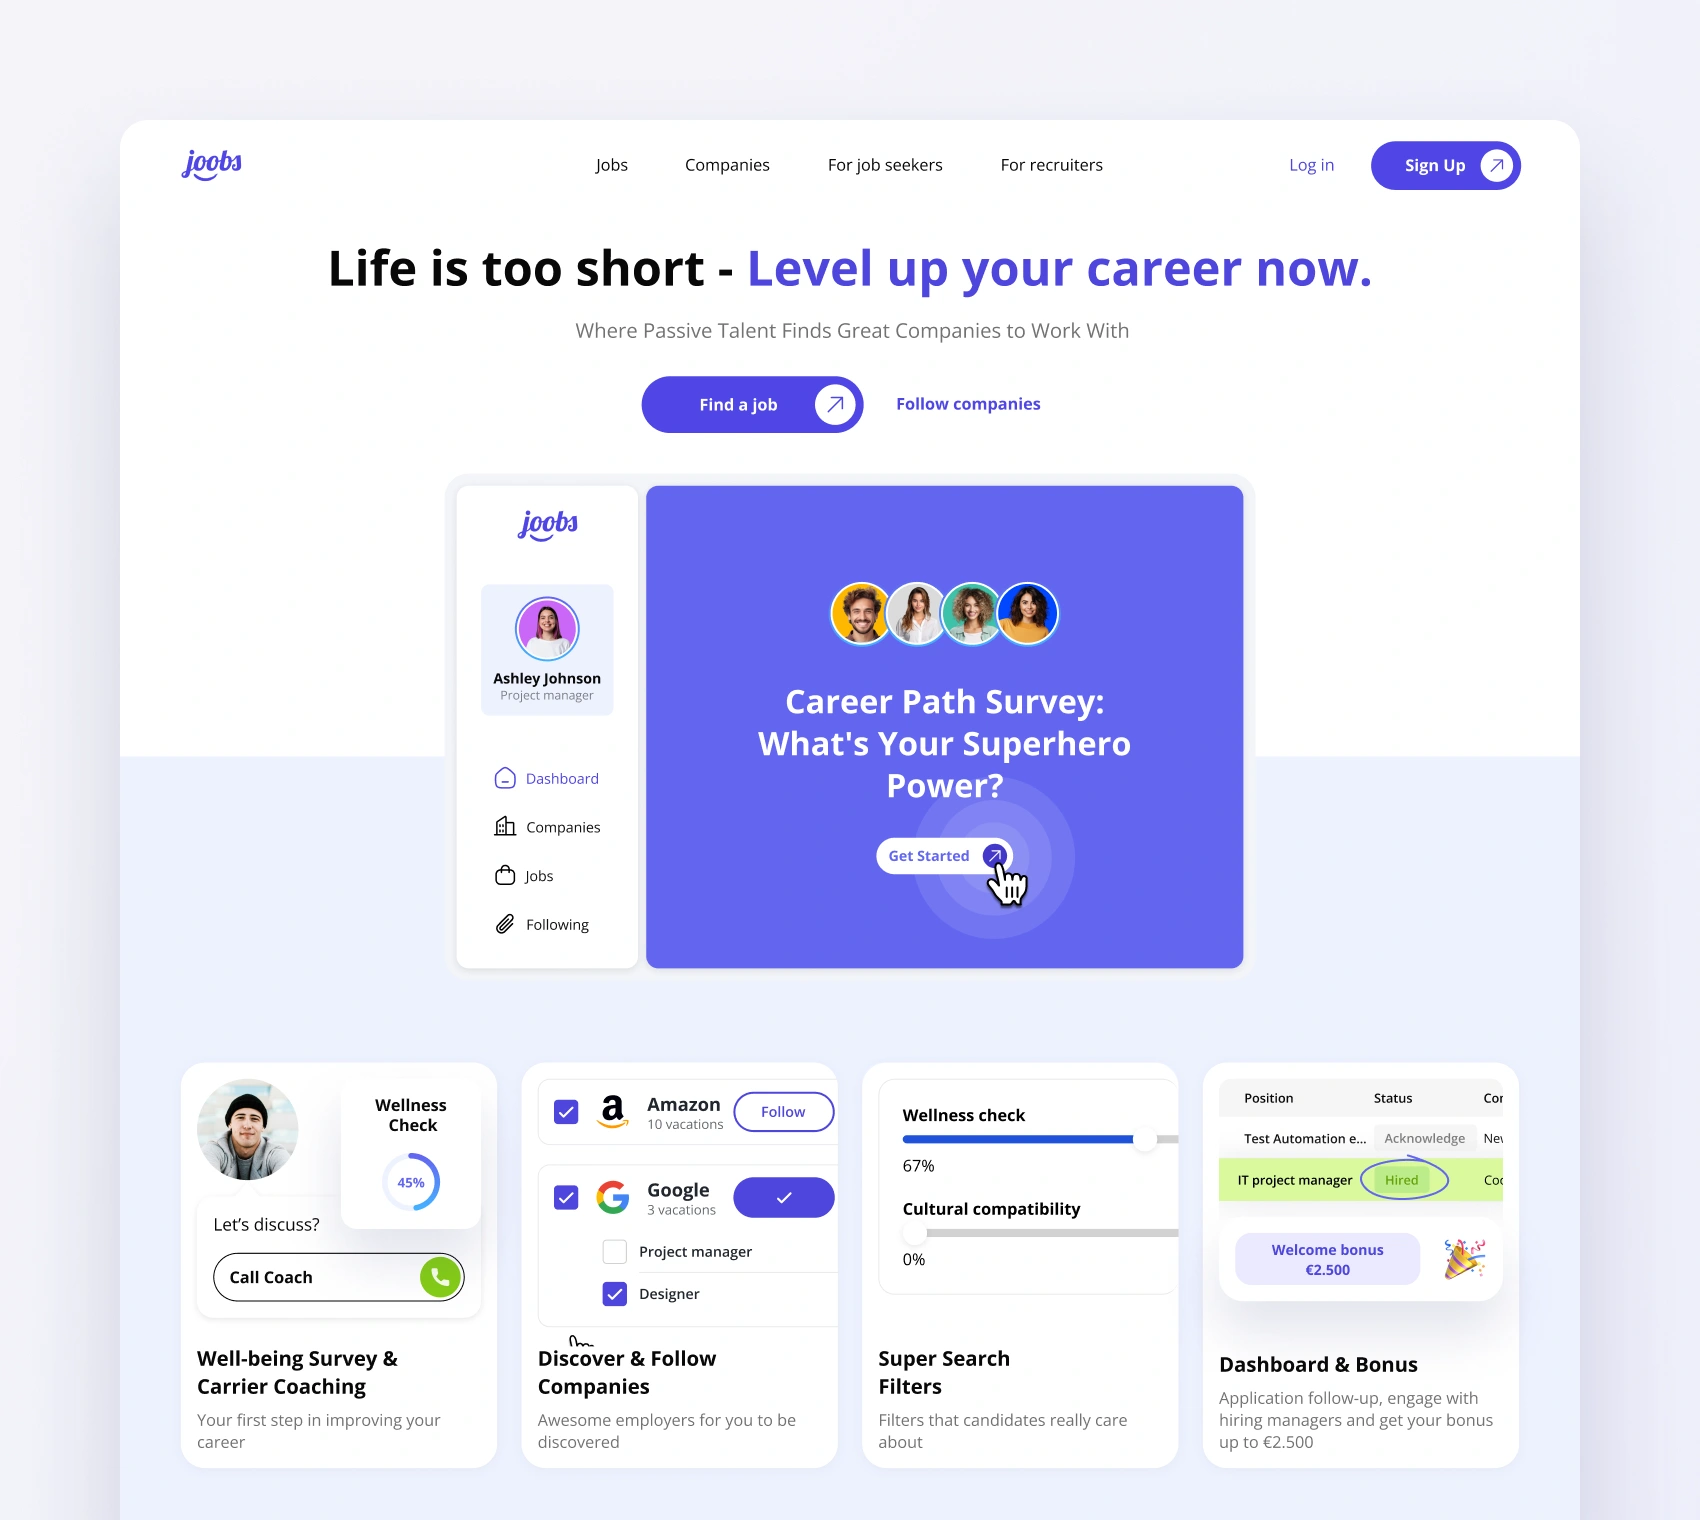 joobs
Jobs
Companies
For job seekers
For recruiters
Log in
Sign Up
Life is too short - Level up your career now.
Where Passive Talent Finds Great Companies to Work With
Find a job
Follow companies
joobs
Ashley Johnson
Project manager
Dashboard
Companies
Jobs
Following
Career Path Survey:
What's Your Superhero
Power?
Get Started
Wellness
Check
45%
Let's discuss?
Call Coach
Well-being Survey &
Carrier Coaching
Your first step in improving your
career
a
Amazon
10 vacations
Follow
Google
3 vacations
Project manager
Designer
Discover & Follow
Companies
Awesome employers for you to be
discovered
Wellness check
67%
Cultural compatibility
0%
Super Search
Filters
Filters that candidates really care
about
Position
Status
Test Automation e...
Acknowledge
IT project manager
Hired
Welcome bonus
€2.500
Dashboard & Bonus
Application follow-up, engage with
hiring managers and get your bonus
up to €2.500